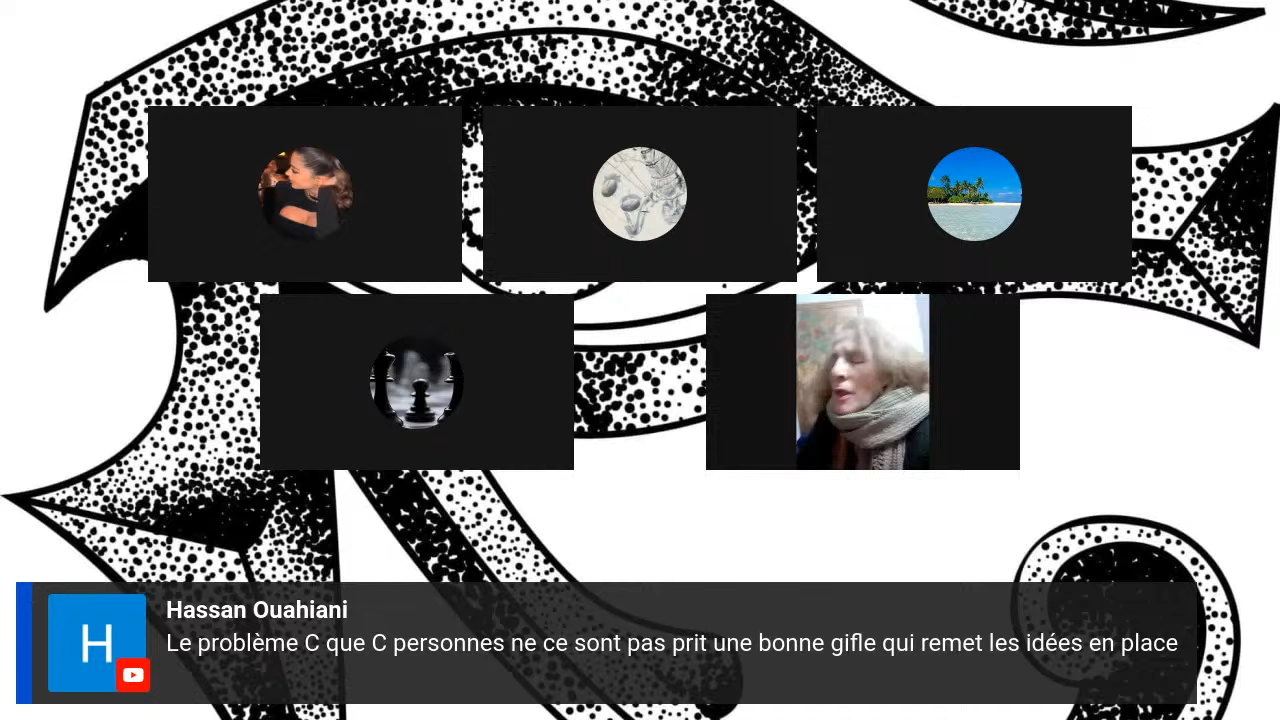 Hassan Ouahiani
H
Le problème C que C personnes ne ce sont pas prit une bonne gifle qui remet les idées en place